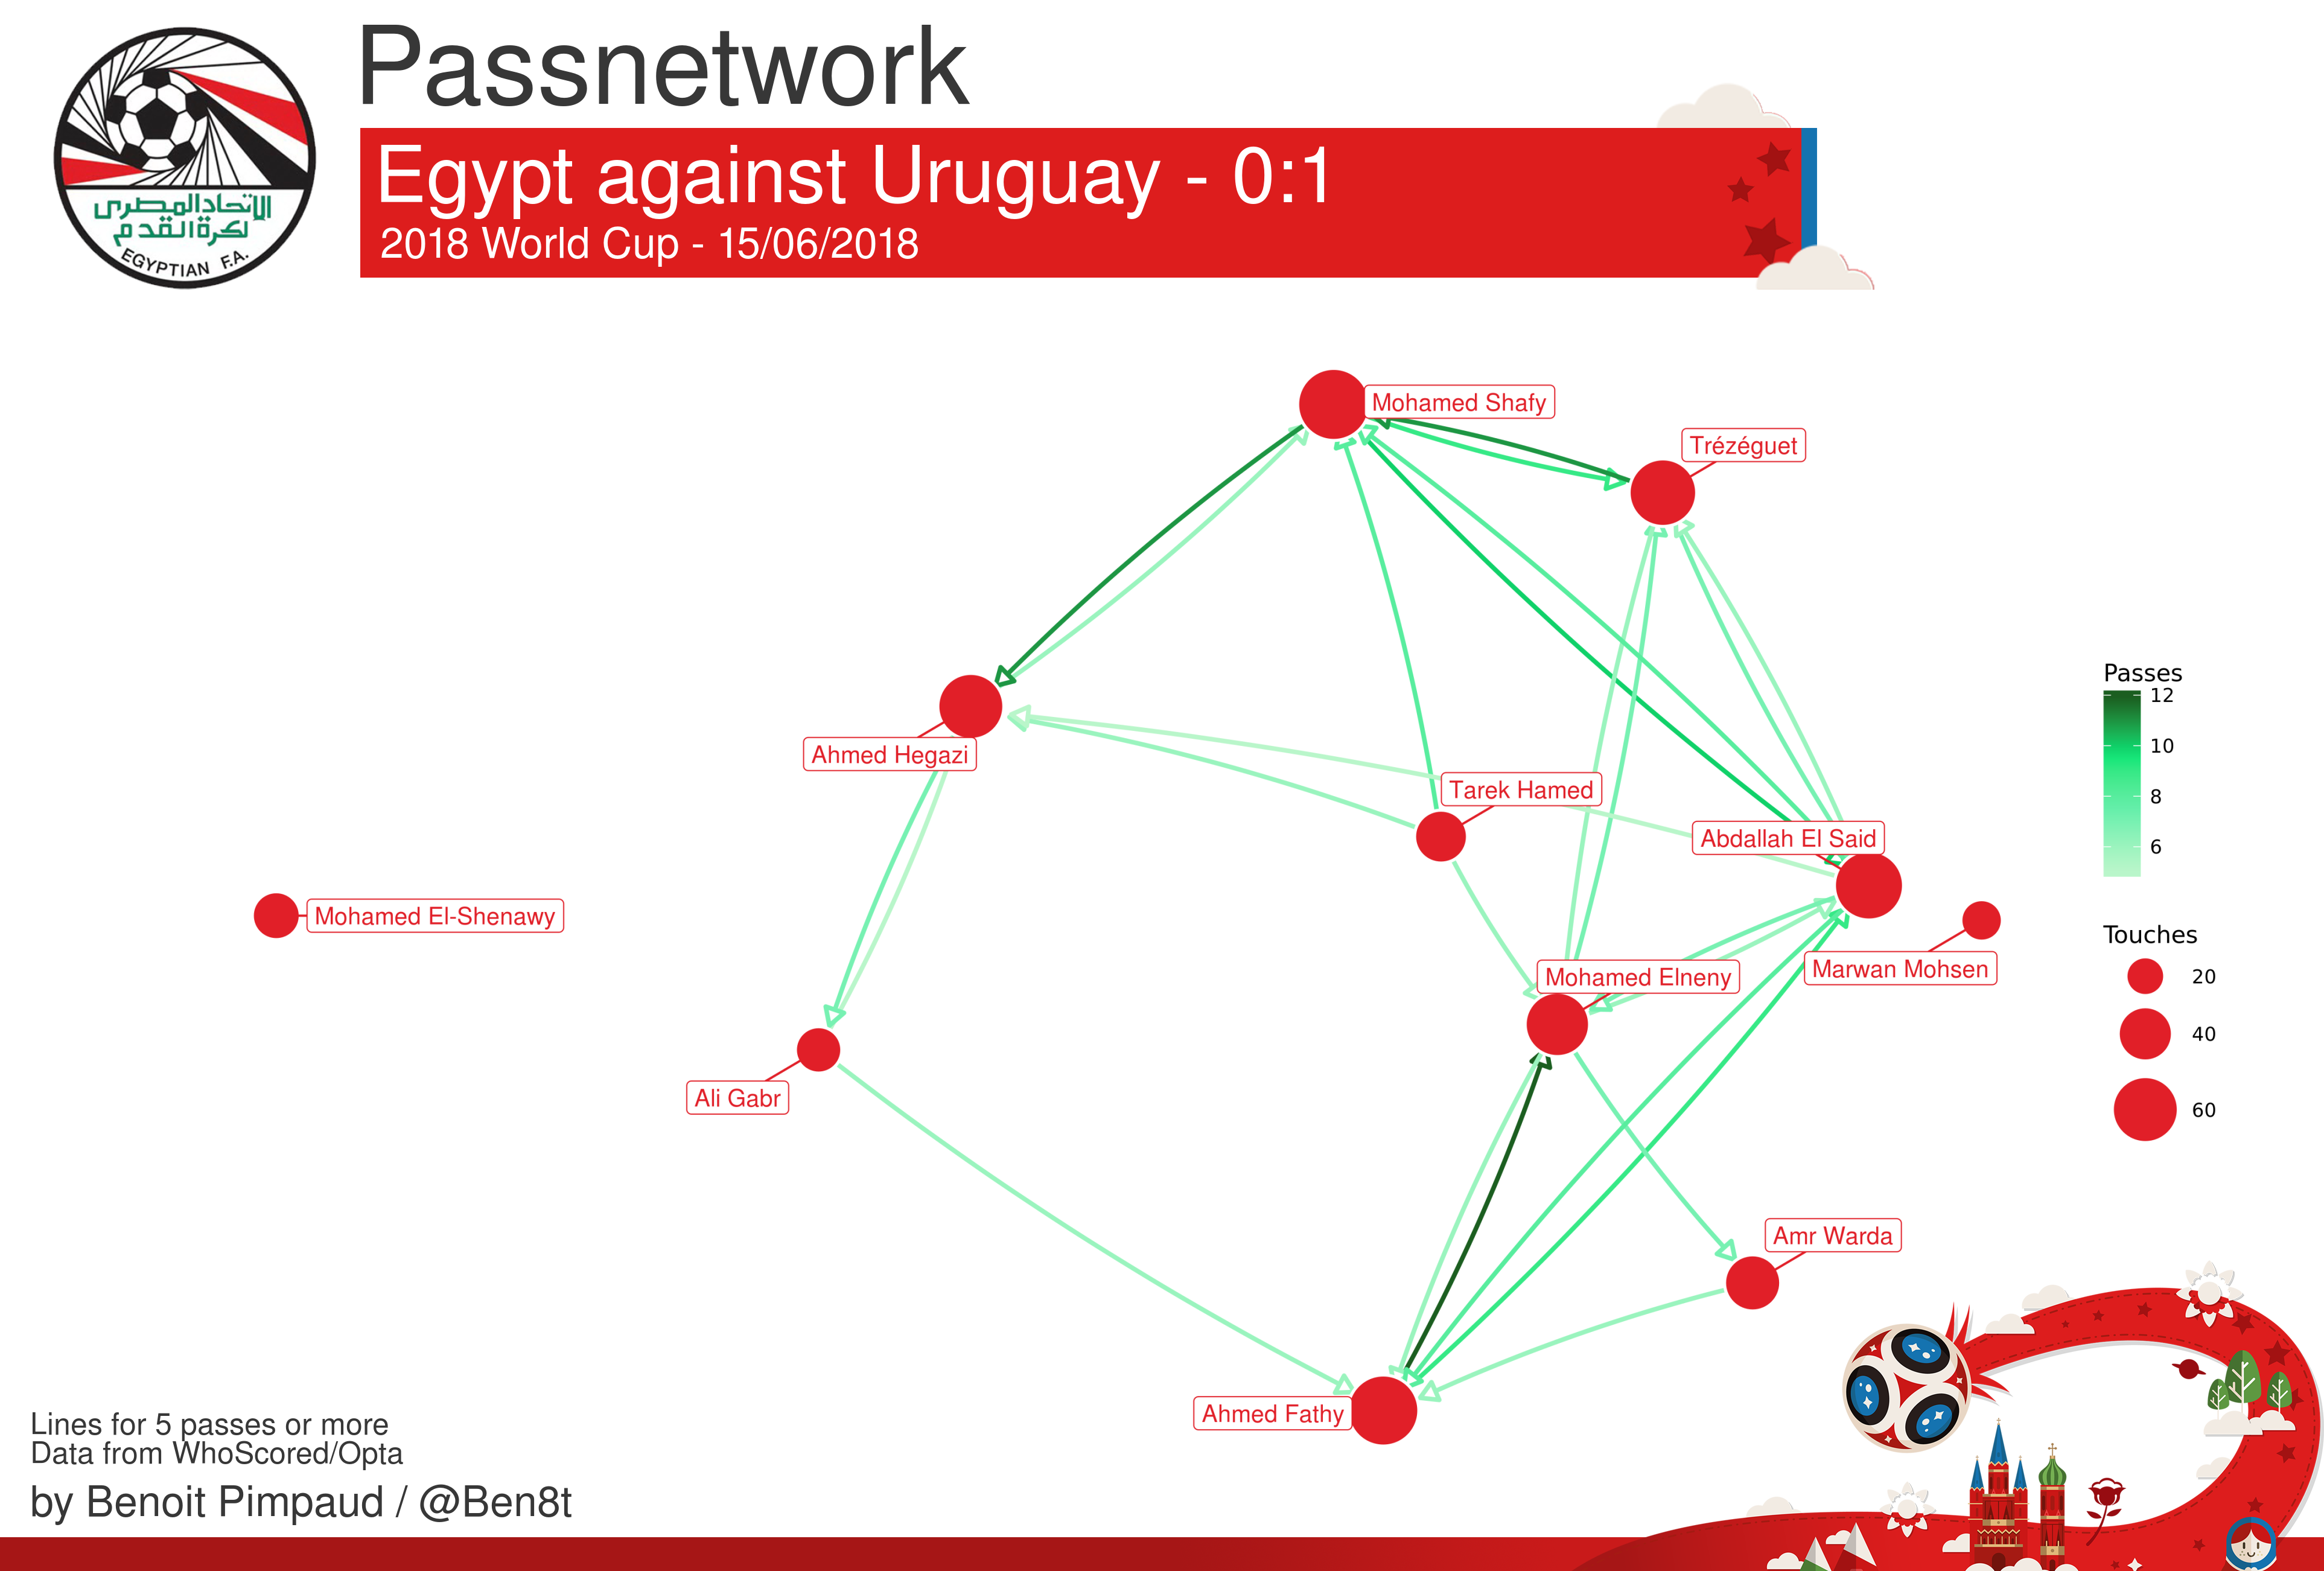 Passnetwork
Egypt against Uruguay - 0:1
2018 World Cup - 15/06/2018
الإتحاد المصرى
لكرة القدم
EGYPTIAN F.A.
Mohamed Shafy
Trézéguet
Ahmed Hegazi
Tarek Hamed
Abdallah El Said
Mohamed El-Shenawy
Marwan Mohsen
Mohamed Elneny
Ali Gabr
Amr Warda
Ahmed Fathy
Passes
12
10
8
6
Touches
20
40
60
Lines for 5 passes or more
Data from WhoScored/Opta
by Benoit Pimpaud / @Ben8t